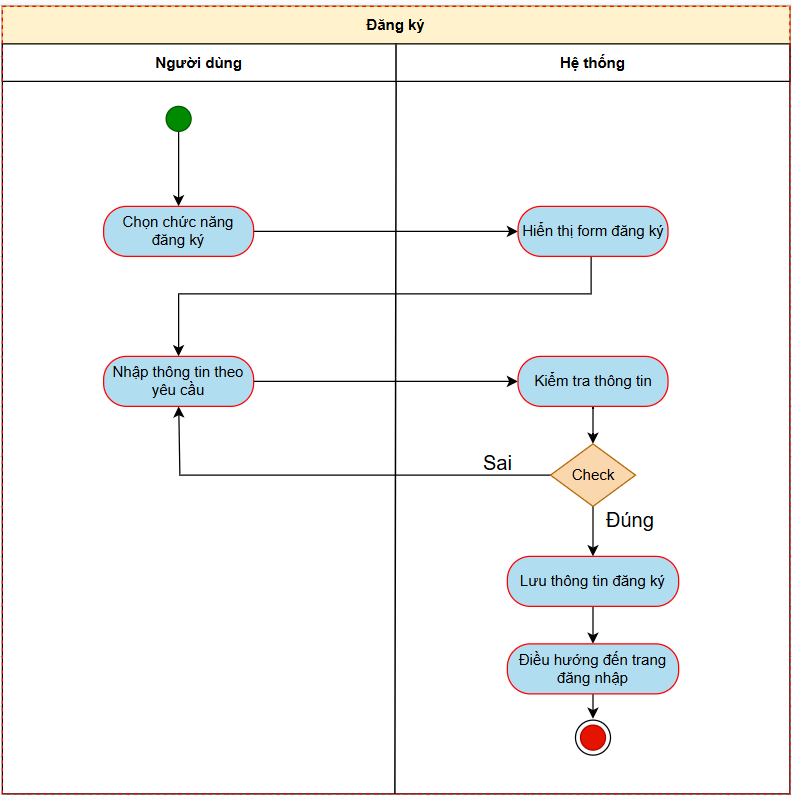 Đăng ký
Người dùng
Hệ thống
Chọn chức năng
đăng ký
Hiển thị form đăng ký
Nhập thông tin theo
yêu cầu
Kiểm tra thông tin
Sai
Check
Đúng
Lưu thông tin đăng ký
Điều hướng đến trang
đăng nhập